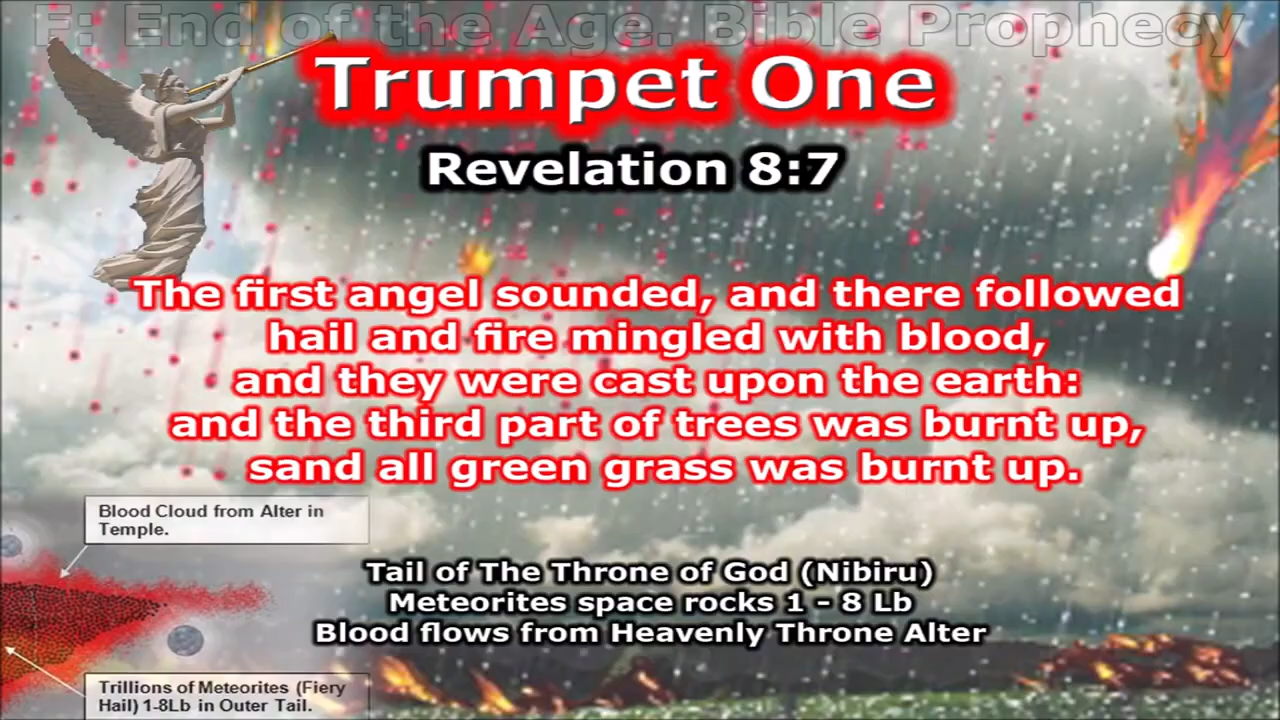 F: End of the Age. Bible Prophecy
Trumpet One
Revelation 8:7
The first angel sounded, and there followed
hail and fire mingled with blood,
and they were cast upon the earth:
and the third part of trees was burnt up,
sand all green grass was burnt up.
Blood Cloud from Alter in
Temple.
Tail of The Throne of God (Nibiru)
Meteorites space rocks 1 - 8 Lb
Blood flows from Heavenly Throne Alter
Trillions of Meteorites (Fiery
Hail) 1-8Lb in Outer Tail.